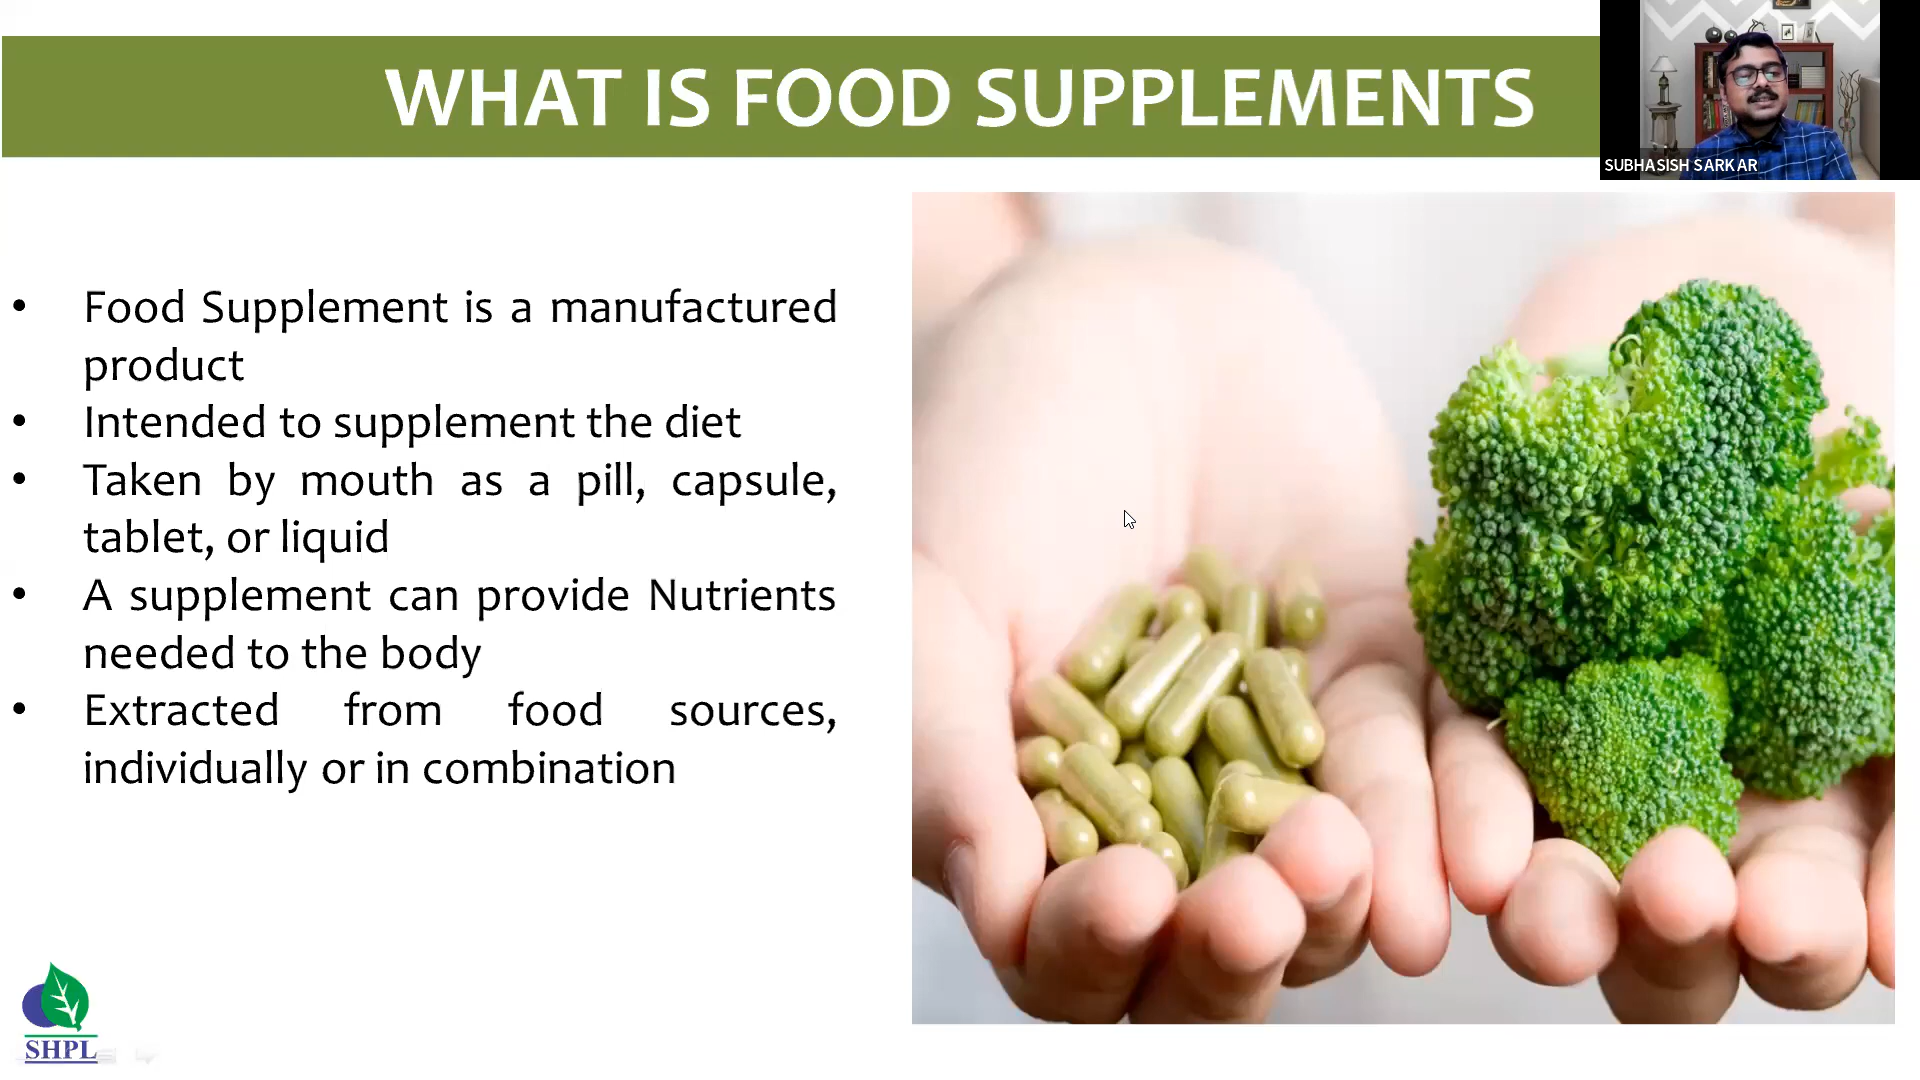 WHAT IS FOOD SUPPLEMENTS
SUBHASISH SARKAR
• Food Supplement is a manufactured
product
• Intended to supplement the diet
• Taken by mouth as a pill, capsule,
tablet, or liquid
• A supplement can provide Nutrients
needed to the body
• Extracted from food sources,
individually or in combination
SHPL